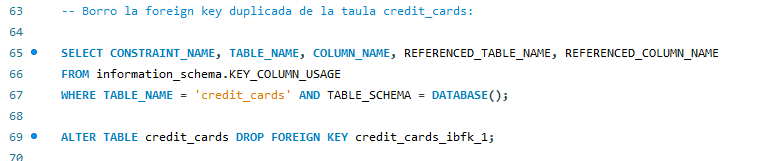 63 -- Borro la foreign key duplicada de la taula credit_cards:
64
65 SELECT CONSTRAINT_NAME, TABLE_NAME, COLUMN_NAME, REFERENCED_TABLE_NAME, REFERENCED_COLUMN_NAME
66 FROM information_schema.KEY_COLUMN_USAGE
67 WHERE TABLE_NAME = 'credit_cards' AND TABLE_SCHEMA = DATABASE();
68
69 ALTER TABLE credit_cards DROP FOREIGN KEY credit_cards_ibfk_1;
70